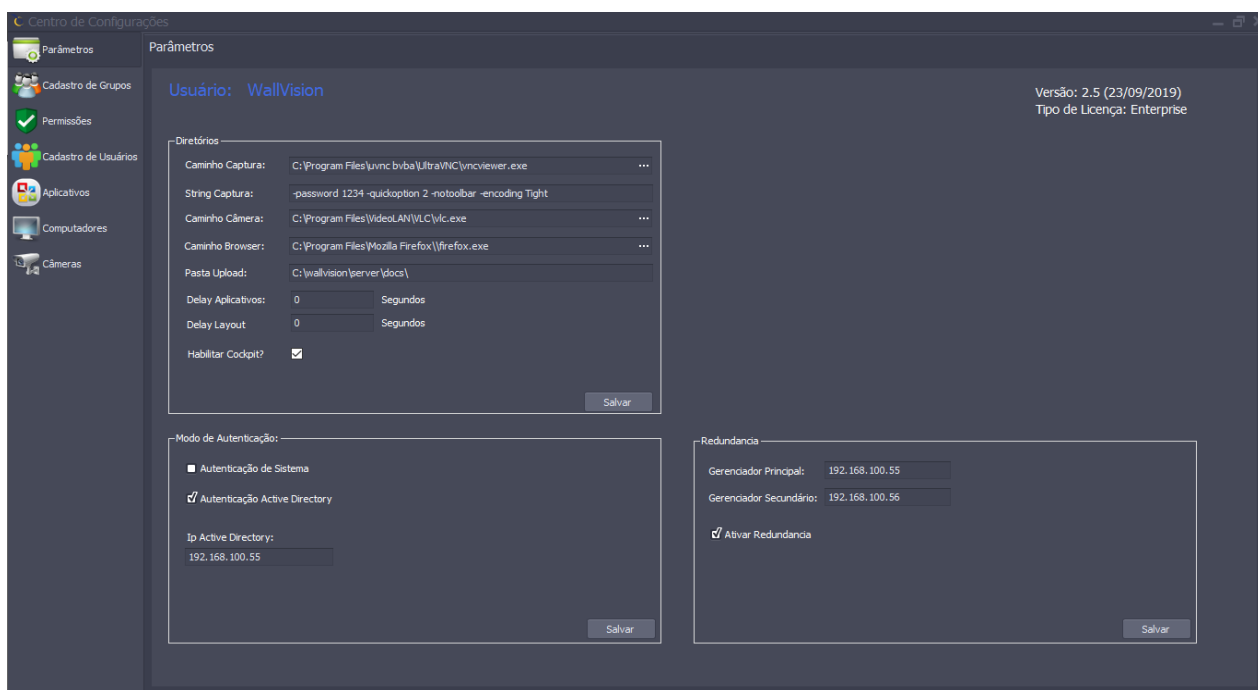 Centro de Configurações
Parâmetros
Cadastro de Grupos
Permissões
Cadastro de Usuários
Aplicativos
Computadores
Câmeras
Parâmetros
Usuário: WallVision
Versão: 2.5 (23/09/2019)
Tipo de Licença: Enterprise
Diretórios
Caminho Captura: C:\Program Files\uvnc bvba\UltraVNC\vncviewer.exe ...
String Captura: -password 1234 -quickoption 2 -notoolbar -encoding Tight
Caminho Câmera: C:\Program Files\VideoLAN\VLC\vlc.exe ...
Caminho Browser: C:\Program Files\Mozilla Firefox\\firefox.exe ...
Pasta Upload: C:\wallvision\server\docs\
Delay Aplicativos: 0 Segundos
Delay Layout 0 Segundos
Habilitar Cockpit?
Salvar
Modo de Autenticação:
Autenticação de Sistema
Autenticação Active Directory
Ip Active Directory:
192.168.100.55
Salvar
Redundancia
Gerenciador Principal: 192.168.100.55
Gerenciador Secundário: 192.168.100.56
Ativar Redundancia
Salvar